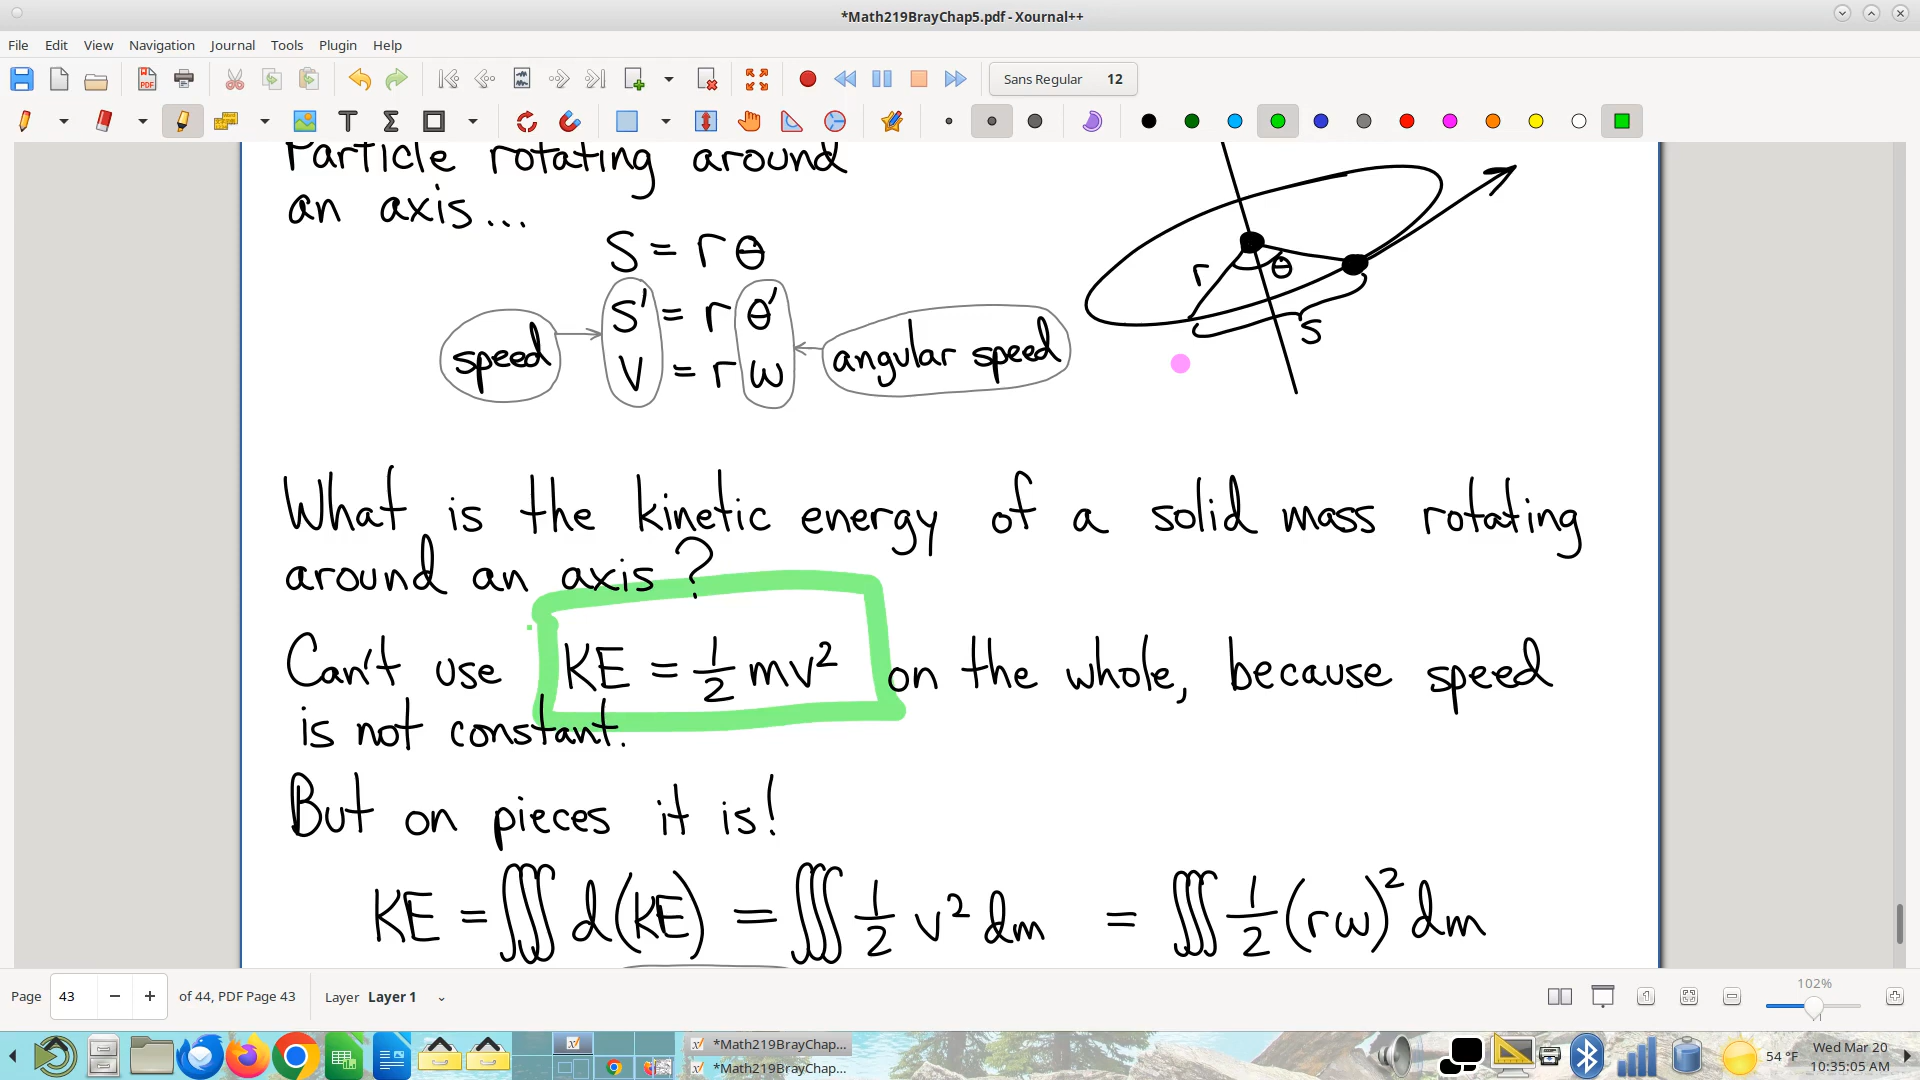 *Math219BrayChap5.pdf - Xournal++
File Edit View Navigation Journal Tools Plugin Help
Sans Regular 12
Particle rotating around
an axis...
S = rθ
S' = rθ'
speed
V = rω
angular speed
r θ
S
What is the kinetic energy of a solid mass rotating
around an axis?
Can't use KE = 1/2 mv² on the whole, because speed
is not constant.
But on pieces it is!
KE = ∭ d(KE) = ∭ 1/2 v² dm = ∭ 1/2 (rω)² dm
Page 43 of 44, PDF Page 43 Layer Layer 1
102%
*Math219BrayChap...
*Math219BrayChap...
54 °F
Wed Mar 20
10:35:05 AM